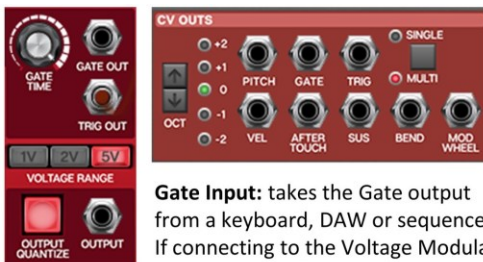 GATE TIME
GATE OUT
TRIG OUT
1V 2V 5V
VOLTAGE RANGE
OUTPUT QUANTIZE
OUTPUT
CV OUTS
+2
+1
0
-1
-2
OCT
PITCH GATE TRIG
SINGLE
MULTI
VEL AFTER TOUCH SUS BEND MOD WHEEL
Gate Input: takes the Gate output
from a keyboard, DAW or sequence
If connecting to the Voltage Modula